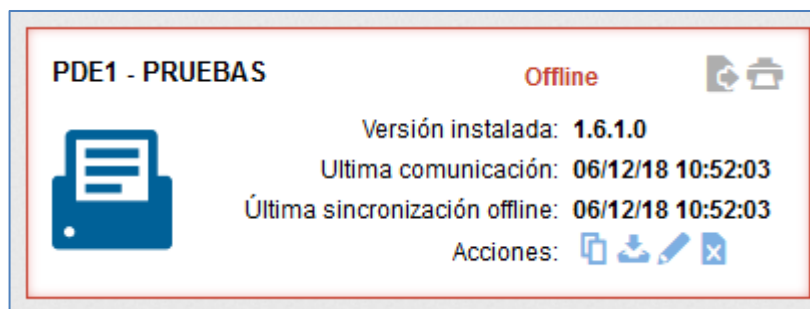 PDE1 - PRUEBAS Offline
Versión instalada: 1.6.1.0
Ultima comunicación: 06/12/18 10:52:03
Última sincronización offline: 06/12/18 10:52:03
Acciones: